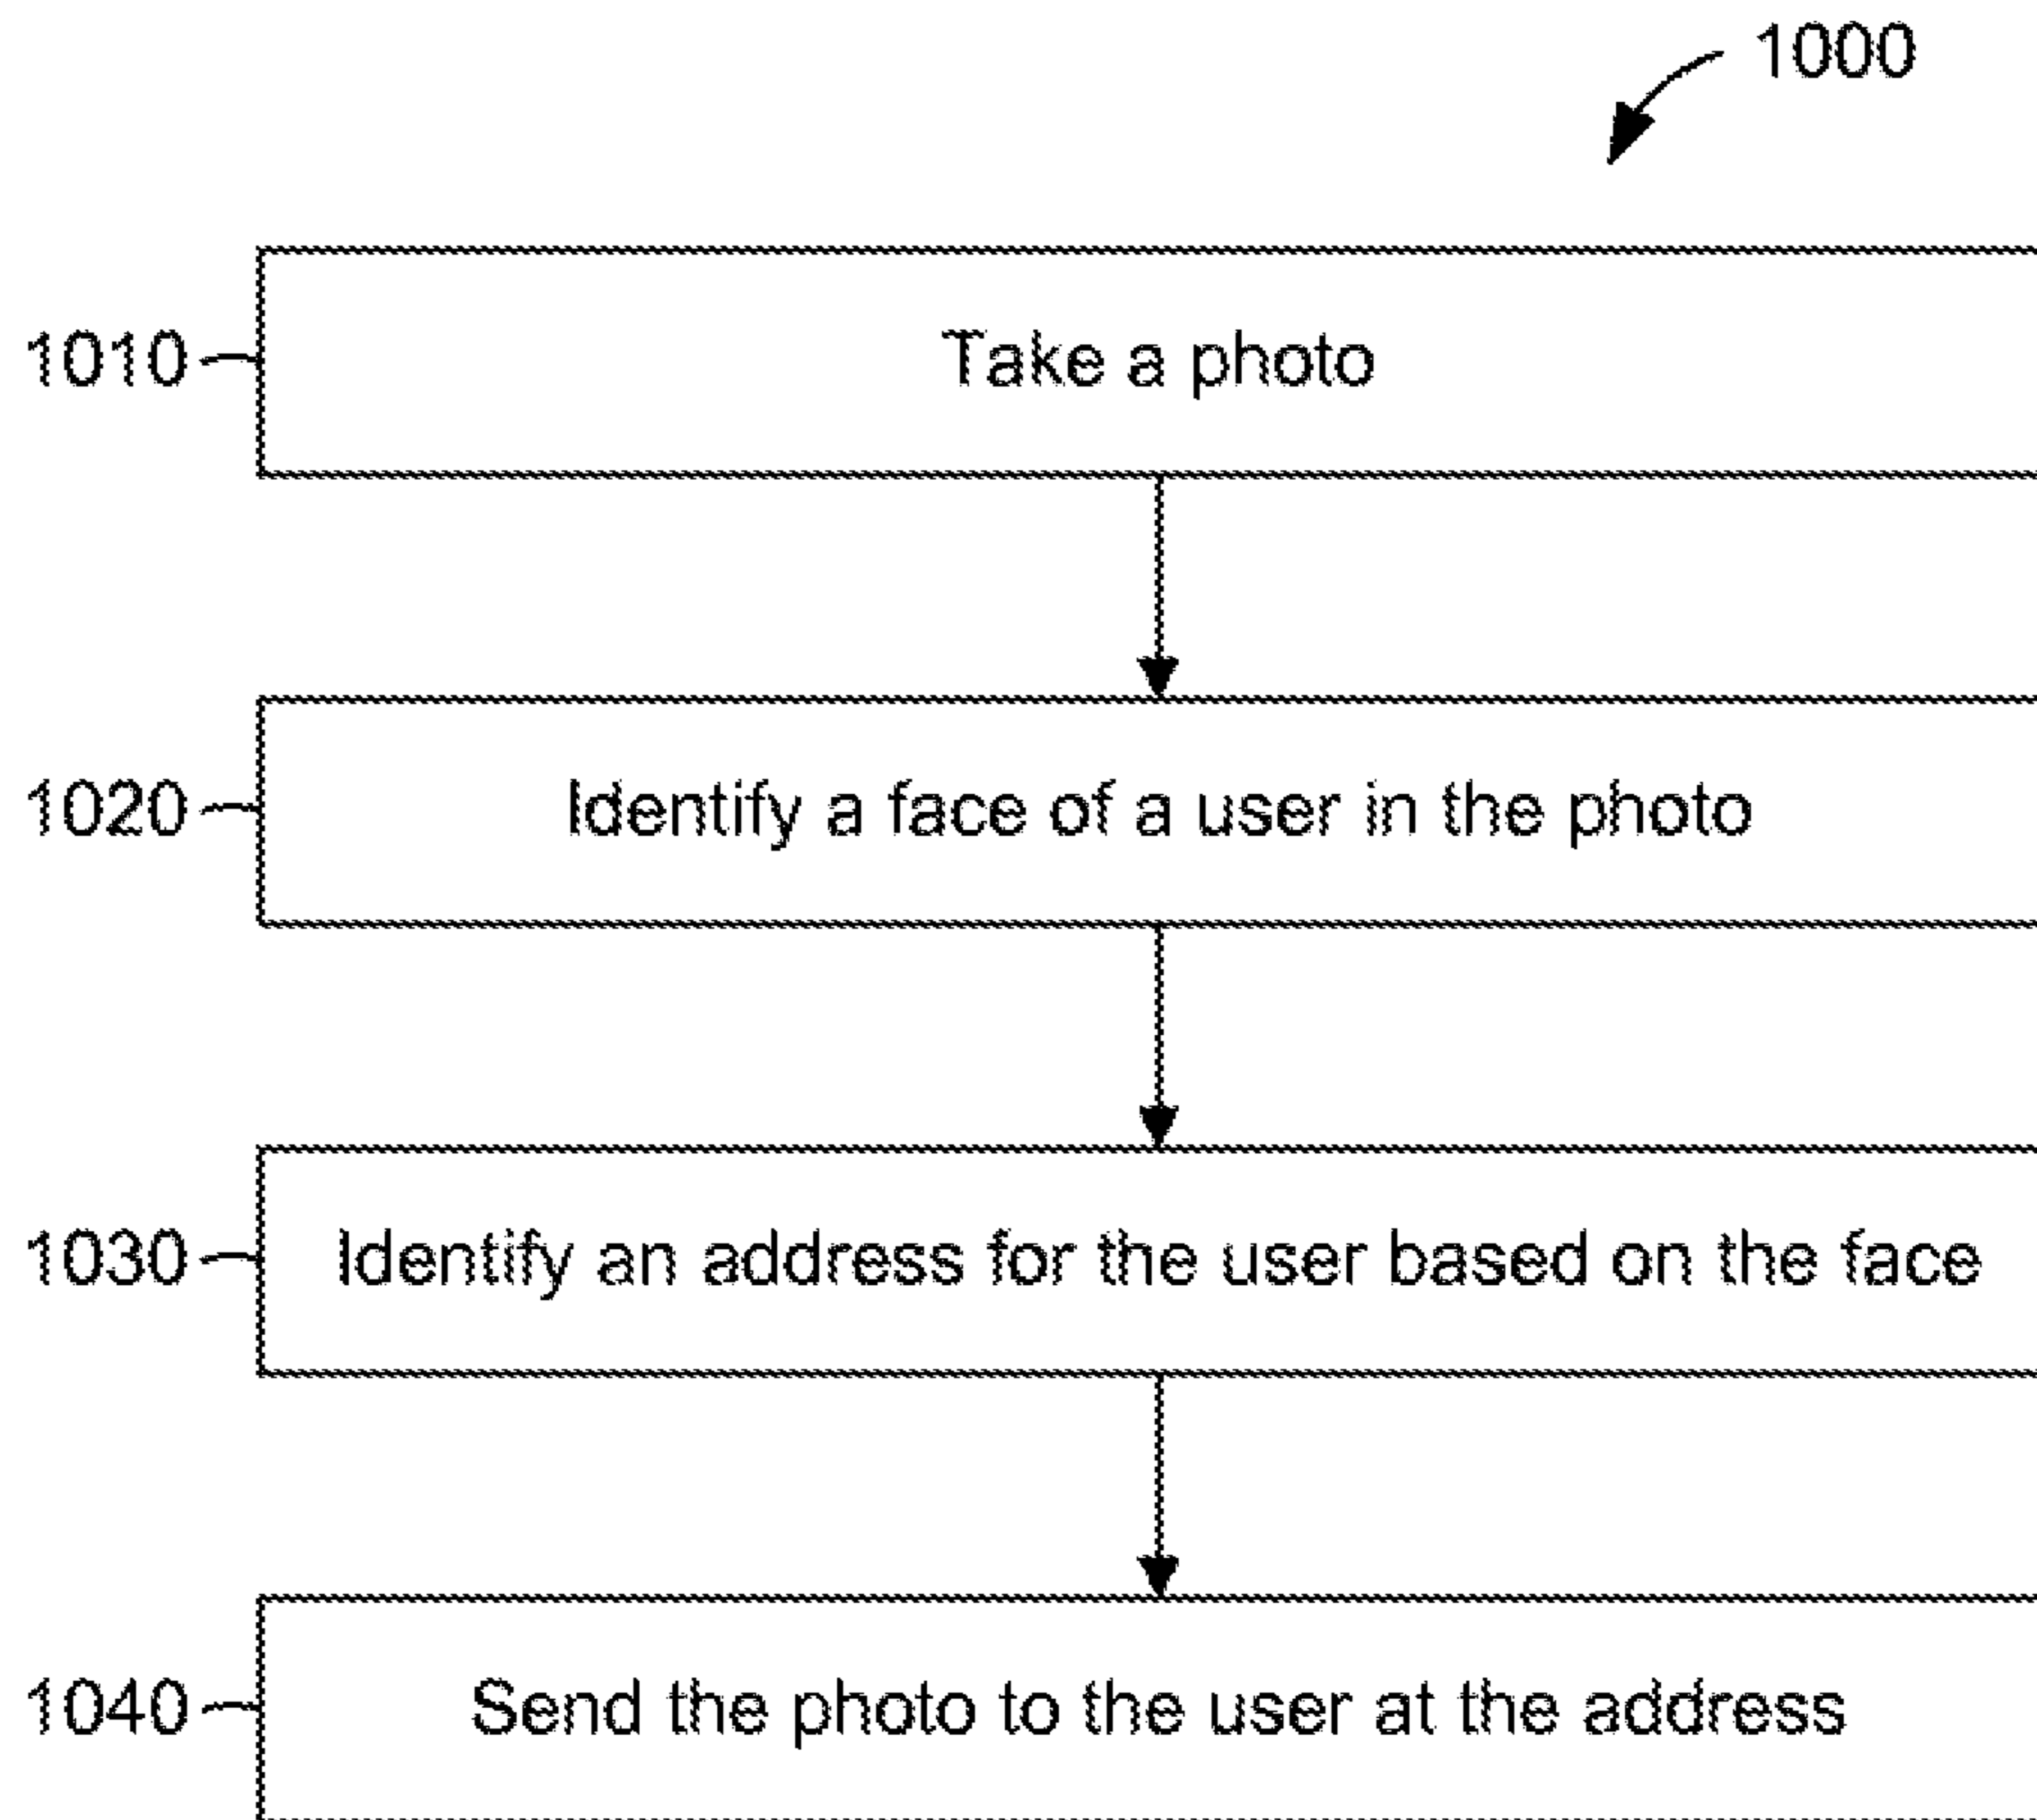 1000
1010 Take a photo
1020 Identify a face of a user in the photo
1030 Identify an address for the user based on the face
1040 Send the photo to the user at the address